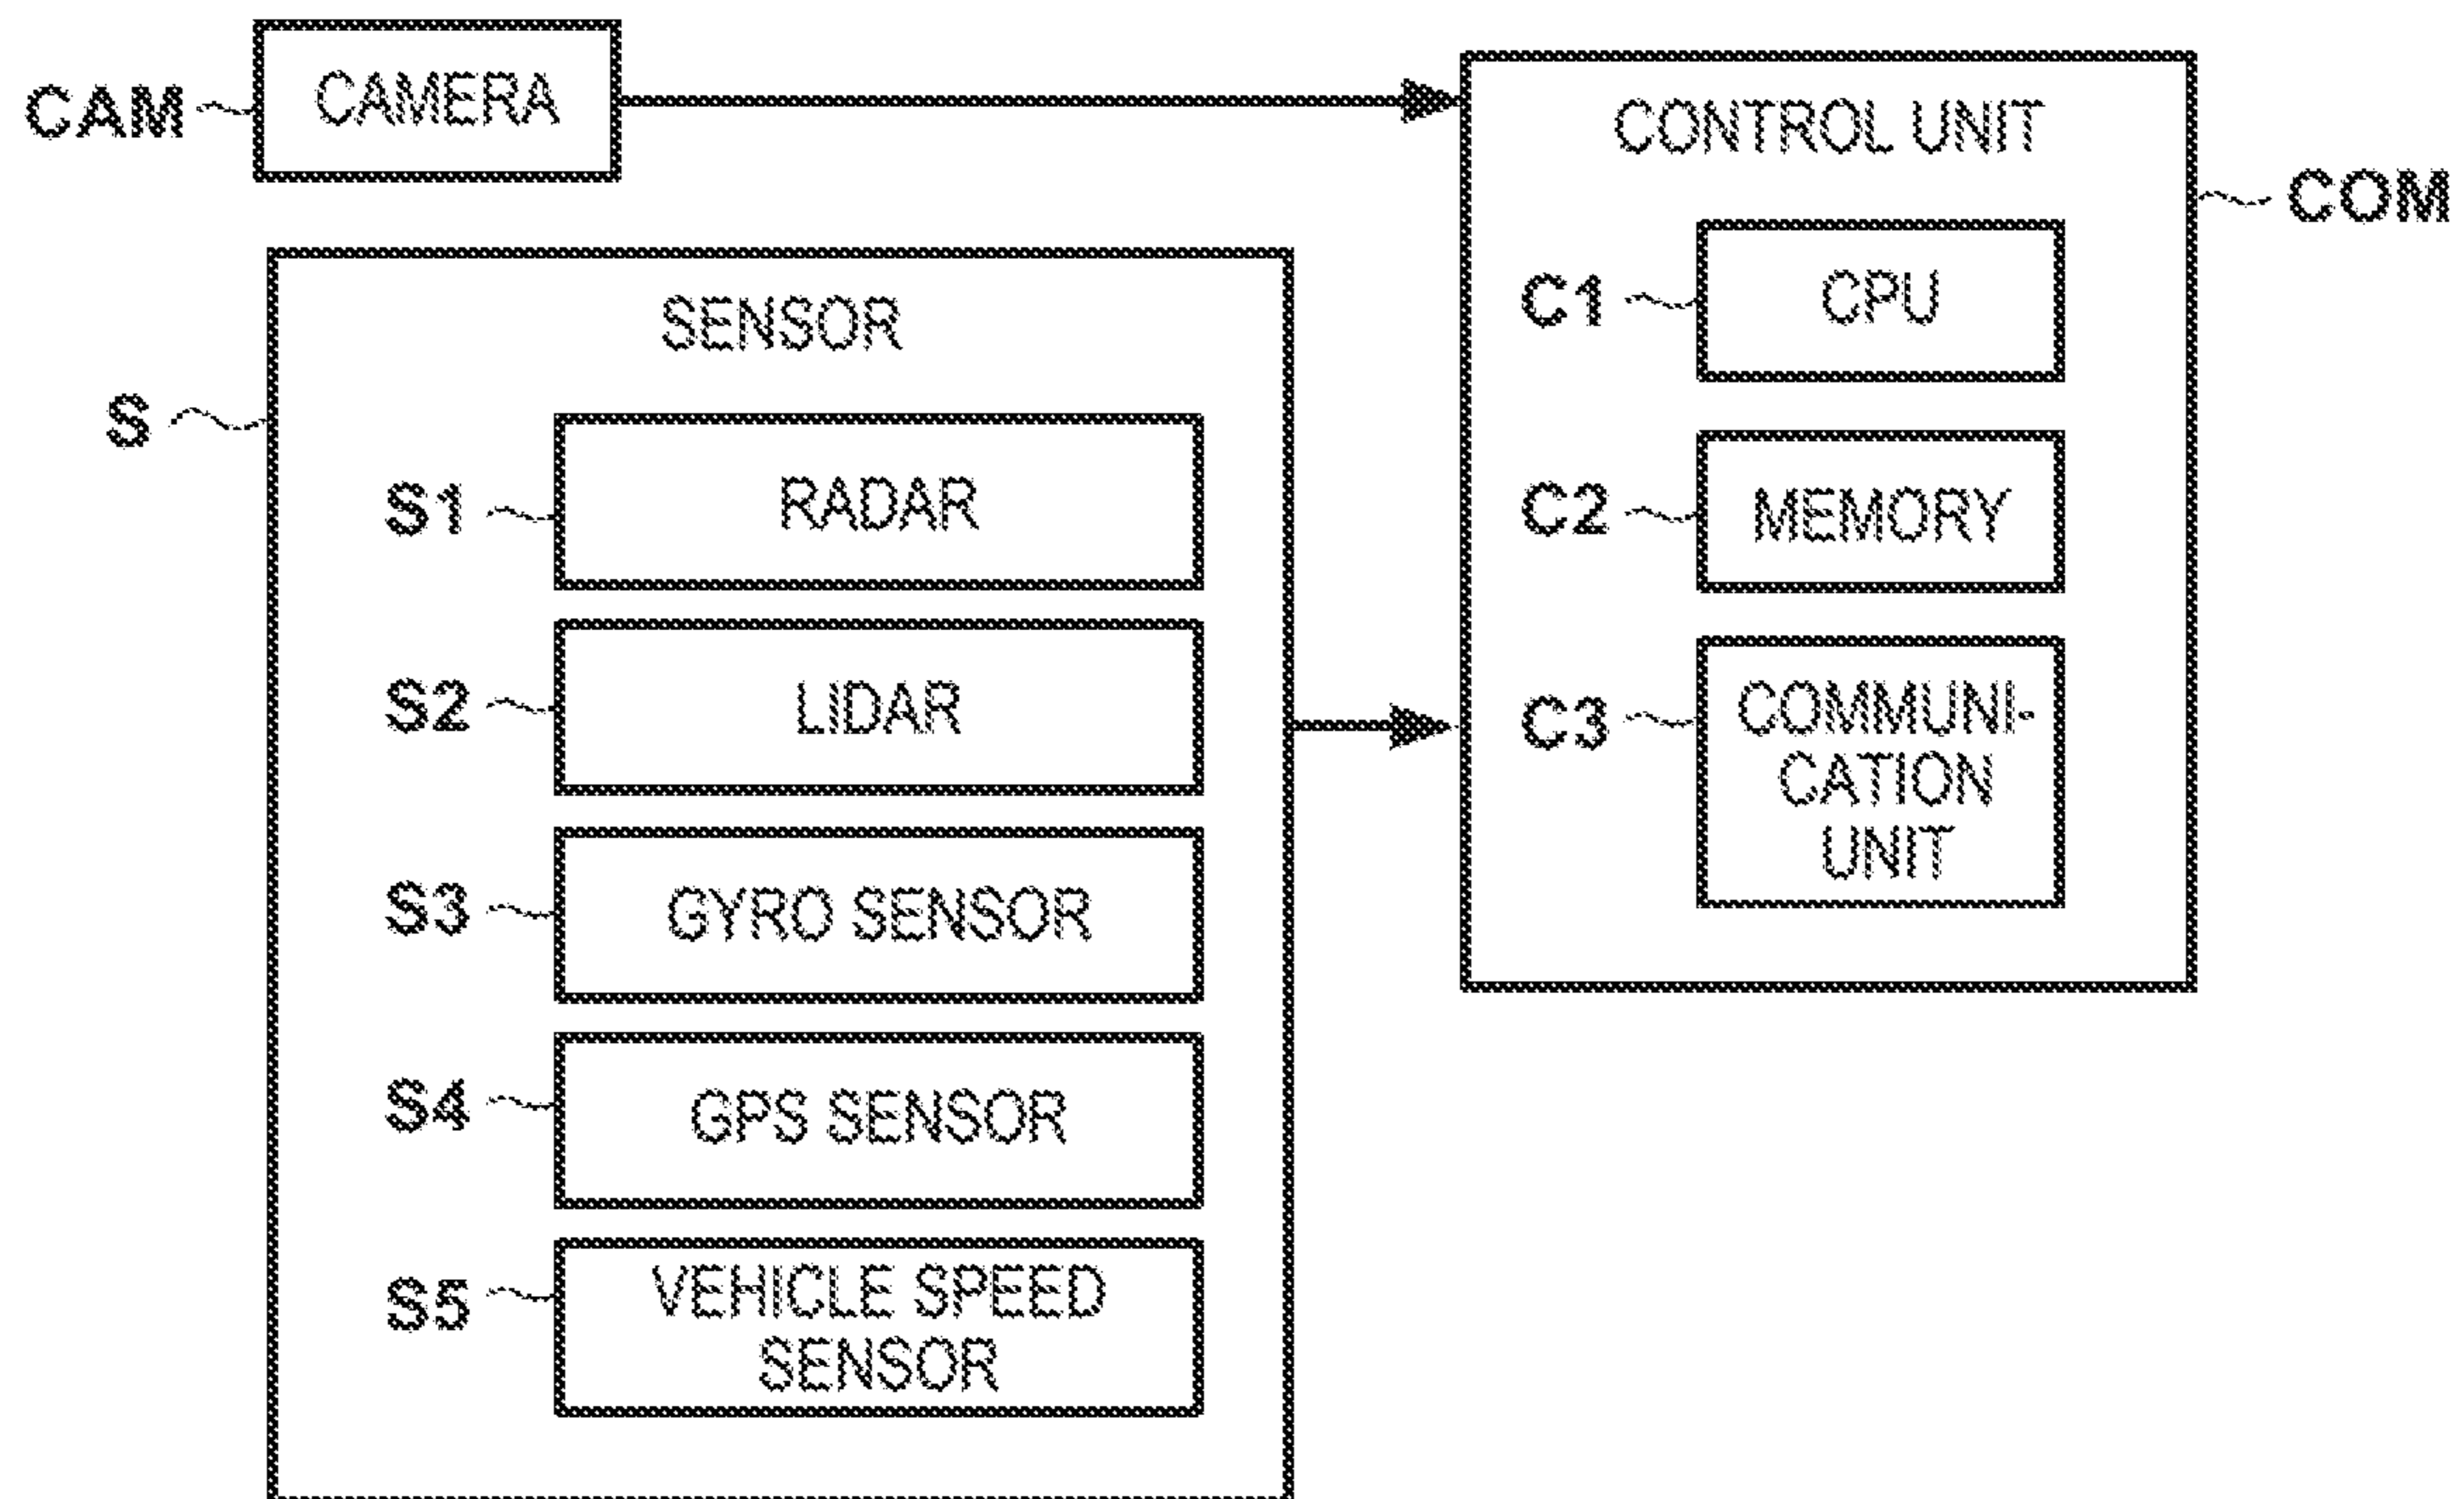 CAM
CAMERA
CONTROL UNIT
COM
C1
CPU
C2
MEMORY
C3
COMMUNI-
CATION
UNIT
SENSOR
S
S1
RADAR
S2
LIDAR
S3
GYRO SENSOR
S4
GPS SENSOR
S5
VEHICLE SPEED
SENSOR